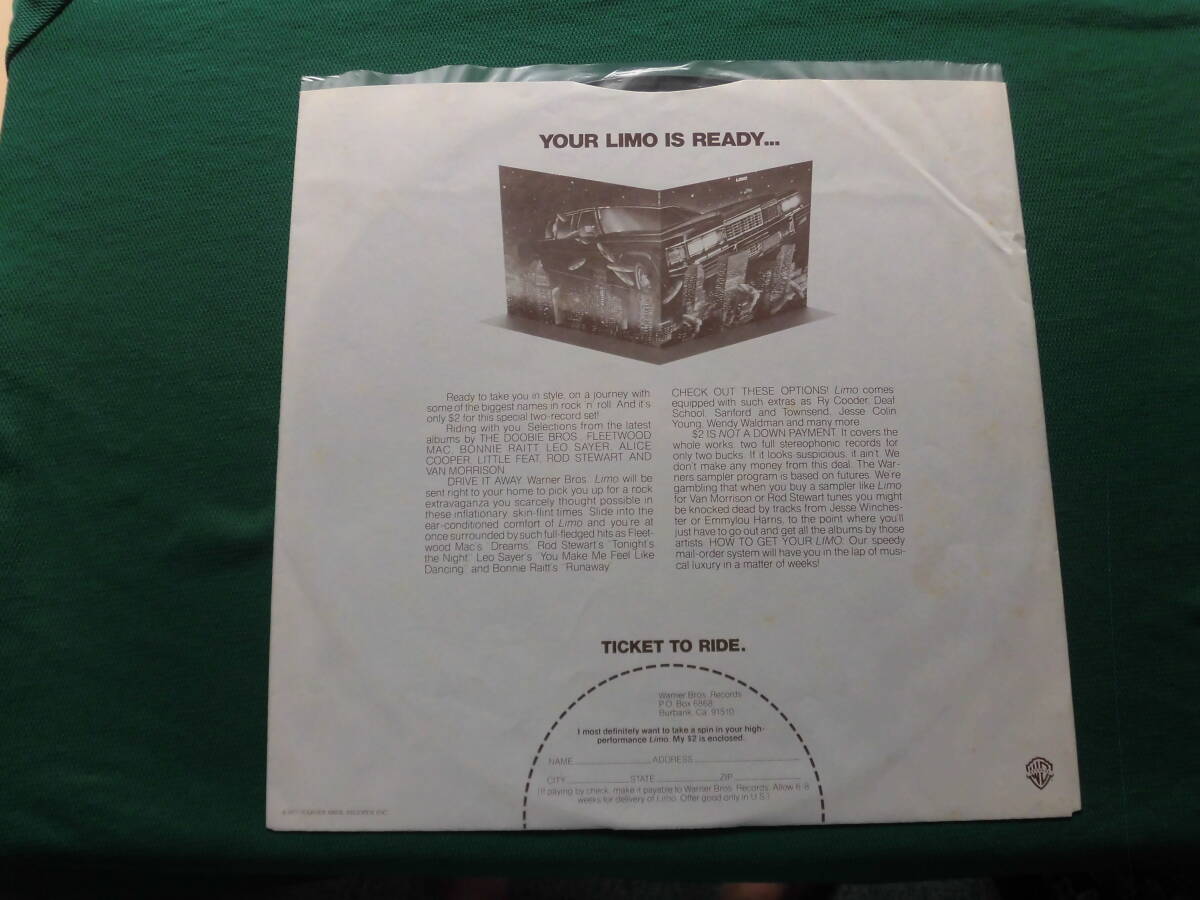 YOUR LIMO IS READY...
LIMO
Ready to take you in style, on a journey with
some of the biggest names in rock 'n' roll. And it's
only $2 for this special two-record set!
Riding with you: Selections from the latest
albums by THE DOOBIE BROS., FLEETWOOD
MAC, BONNIE RAITT, LEO SAYER, ALICE
COOPER, LITTLE FEAT, ROD STEWART AND
VAN MORRISON.
DRIVE IT AWAY. Warner Bros. Limo will be
sent right to your home to pick you up for a rock
extravaganza you scarcely thought possible in
these inflationary, skin-flint times. Slide into the
ear-conditioned comfort of Limo and you're at
once surrounded by such full-fledged hits as Fleet-
wood Mac's "Dreams," Rod Stewart's "Tonight's
the Night," Leo Sayer's "You Make Me Feel Like
Dancing" and Bonnie Raitt's "Runaway."
CHECK OUT THESE OPTIONS! Limo comes
equipped with such extras as Ry Cooder, Deaf
School, Sanford and Townsend, Jesse Colin
Young, Wendy Waldman and many more.
$2 IS NOT A DOWN PAYMENT. It covers the
whole works: two full stereophonic records for
only two bucks. If it looks suspicious, it ain't. We
don't make any money from this deal. The War-
ners sampler program is based on futures. We're
gambling that when you buy a sampler like Limo
for Van Morrison or Rod Stewart tunes you might
be knocked dead by tracks from Jesse Winches-
ter or Emmylou Harris, to the point where you'll
just have to go out and get all the albums by those
artists. HOW TO GET YOUR LIMO: Our speedy
mail-order system will have you in the lap of musi-
cal luxury in a matter of weeks!
TICKET TO RIDE.
Warner Bros. Records
P.O. Box 6868
Burbank, Ca. 91510
I most definitely want to take a spin in your high-
performance Limo. My $2 is enclosed.
NAME ADDRESS
CITY STATE ZIP
(If paying by check, make it payable to Warner Bros. Records. Allow 6-8
weeks for delivery of Limo. Offer good only in U.S.)
WARNER BROS. RECORDS INC.